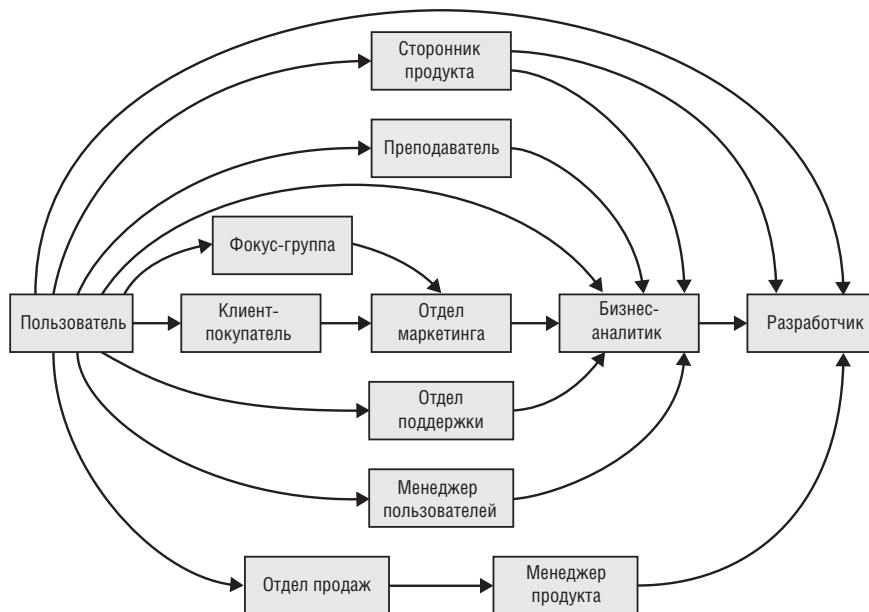 Сторонник
продукта
Преподаватель
Фокус-группа
Пользователь
Клиент-
покупатель
Отдел
маркетинга
Бизнес-
аналитик
Разработчик
Отдел
поддержки
Менеджер
пользователей
Отдел продаж
Менеджер
продукта